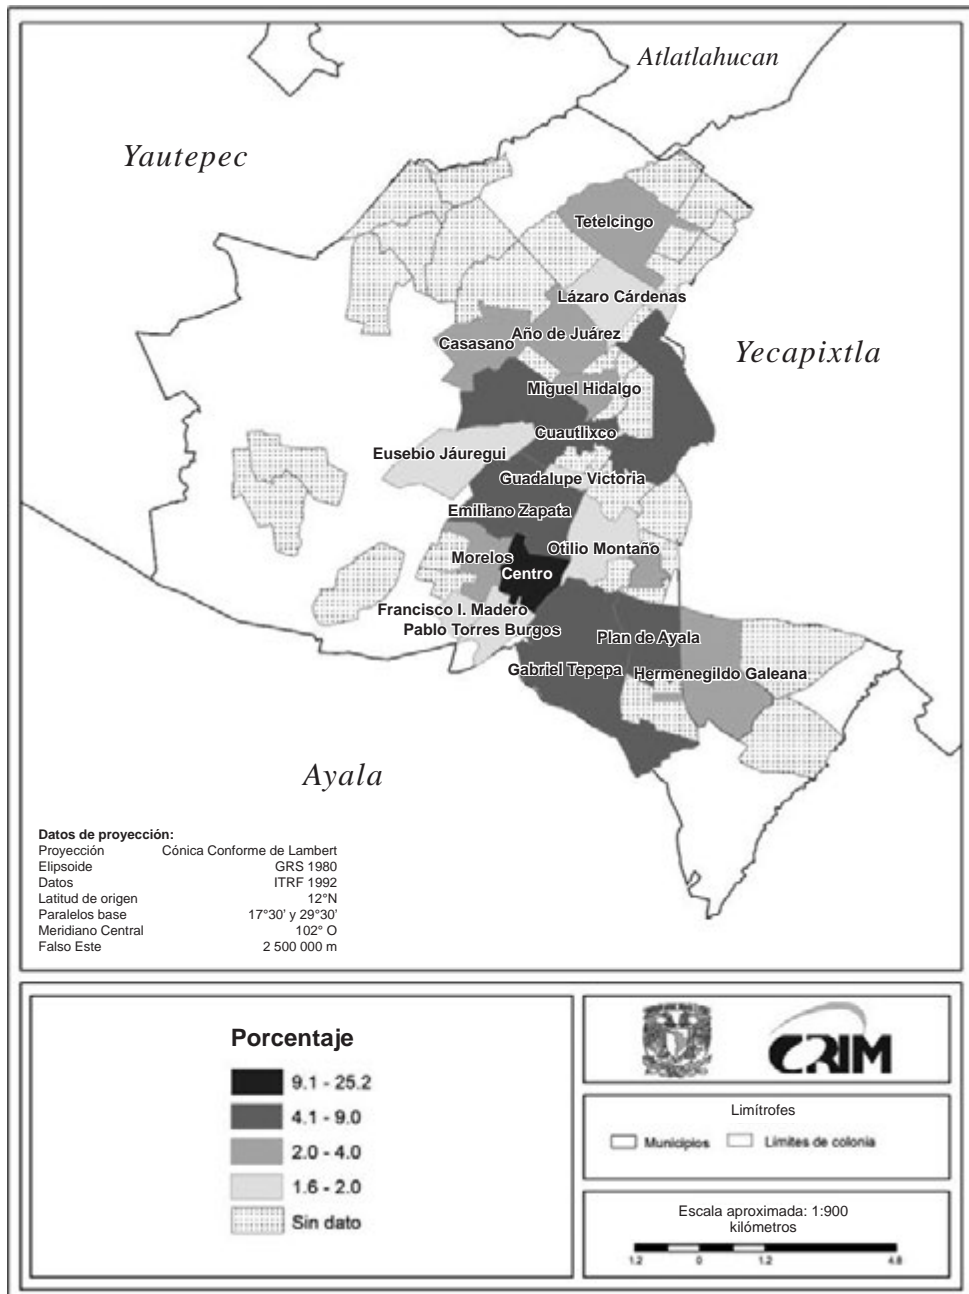 Atlatlahucan
Yautepec
Tetelcingo
Lázaro Cárdenas
Año de Juárez
Casasano
Yecapixtla
Miguel Hidalgo
Cuautlixco
Eusebio Jáuregui
Guadalupe Victoria
Emiliano Zapata
Otilio Montaño
Morelos
Centro
Francisco I. Madero
Pablo Torres Burgos
Plan de Ayala
Gabriel Tepepa
Hermenegildo Galeana
Ayala
Datos de proyección:
Proyección Cónica Conforme de Lambert
Elipsoide GRS 1980
Datos ITRF 1992
Latitud de origen 12°N
Paralelos base 17°30' y 29°30'
Meridiano Central 102° O
Falso Este 2 500 000 m
Porcentaje
9.1 - 25.2
4.1 - 9.0
2.0 - 4.0
1.6 - 2.0
Sin dato
CRIM
Limítrofes
Municipios Límites de colonia
Escala aproximada: 1:900
kilómetros
1.2 0 1.2 4.8